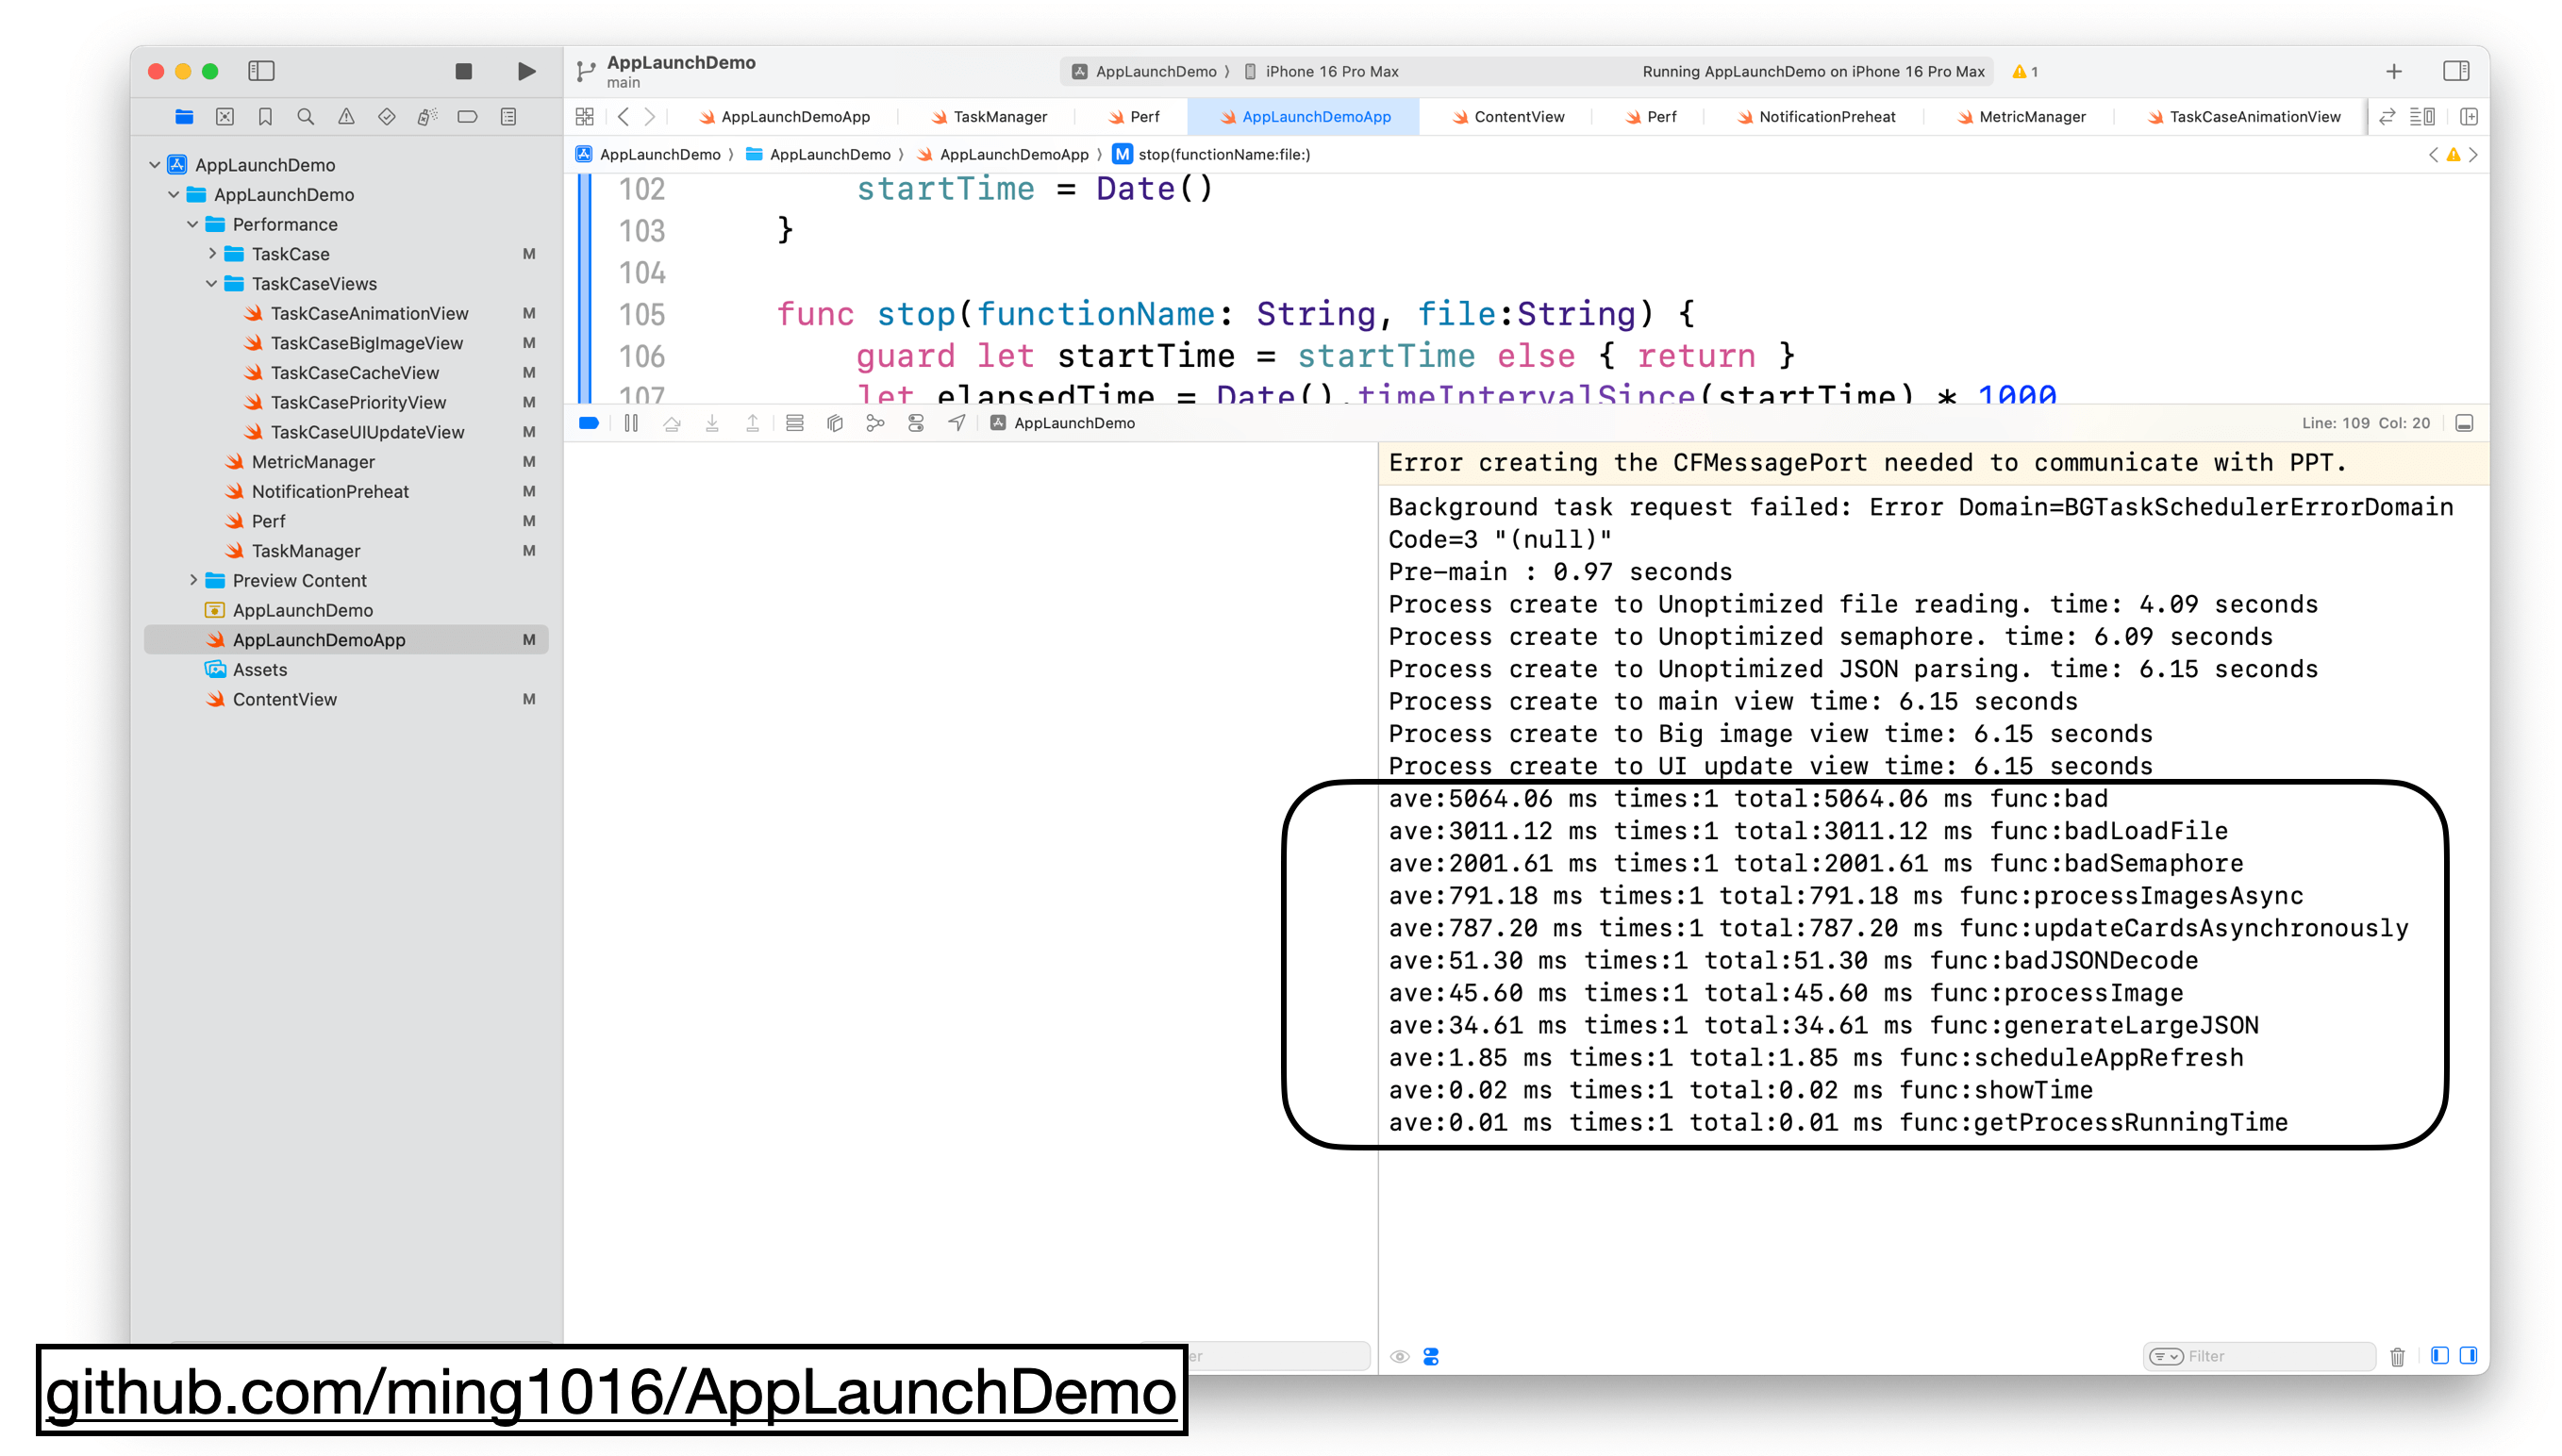 AppLaunchDemo
main
AppLaunchDemo
iPhone 16 Pro Max
Running AppLaunchDemo on iPhone 16 Pro Max
1
AppLaunchDemoApp
TaskManager
Perf
AppLaunchDemoApp
ContentView
Perf
NotificationPreheat
MetricManager
TaskCaseAnimationView
AppLaunchDemo
AppLaunchDemo
AppLaunchDemoApp
M
stop(functionName:file:)
AppLaunchDemo
AppLaunchDemo
Performance
TaskCase M
TaskCaseViews
TaskCaseAnimationView M
TaskCaseBigImageView M
TaskCaseCacheView M
TaskCasePriorityView M
TaskCaseUIUpdateView M
MetricManager M
NotificationPreheat M
Perf M
TaskManager M
Preview Content
AppLaunchDemo
AppLaunchDemoApp M
Assets
ContentView M
102 startTime = Date()
103 }
104
105 func stop(functionName: String, file:String) {
106 guard let startTime = startTime else { return }
107 let elapsedTime = Date().timeIntervalSince(startTime) * 1000
AppLaunchDemo
Line: 109 Col: 20
Error creating the CFMessagePort needed to communicate with PPT.
Background task request failed: Error Domain=BGTaskSchedulerErrorDomain
Code=3 "(null)"
Pre-main : 0.97 seconds
Process create to Unoptimized file reading. time: 4.09 seconds
Process create to Unoptimized semaphore. time: 6.09 seconds
Process create to Unoptimized JSON parsing. time: 6.15 seconds
Process create to main view time: 6.15 seconds
Process create to Big image view time: 6.15 seconds
Process create to UI update view time: 6.15 seconds
ave:5064.06 ms times:1 total:5064.06 ms func:bad
ave:3011.12 ms times:1 total:3011.12 ms func:badLoadFile
ave:2001.61 ms times:1 total:2001.61 ms func:badSemaphore
ave:791.18 ms times:1 total:791.18 ms func:processImagesAsync
ave:787.20 ms times:1 total:787.20 ms func:updateCardsAsynchronously
ave:51.30 ms times:1 total:51.30 ms func:badJSONDecode
ave:45.60 ms times:1 total:45.60 ms func:processImage
ave:34.61 ms times:1 total:34.61 ms func:generateLargeJSON
ave:1.85 ms times:1 total:1.85 ms func:scheduleAppRefresh
ave:0.02 ms times:1 total:0.02 ms func:showTime
ave:0.01 ms times:1 total:0.01 ms func:getProcessRunningTime
Filter
github.com/ming1016/AppLaunchDemo